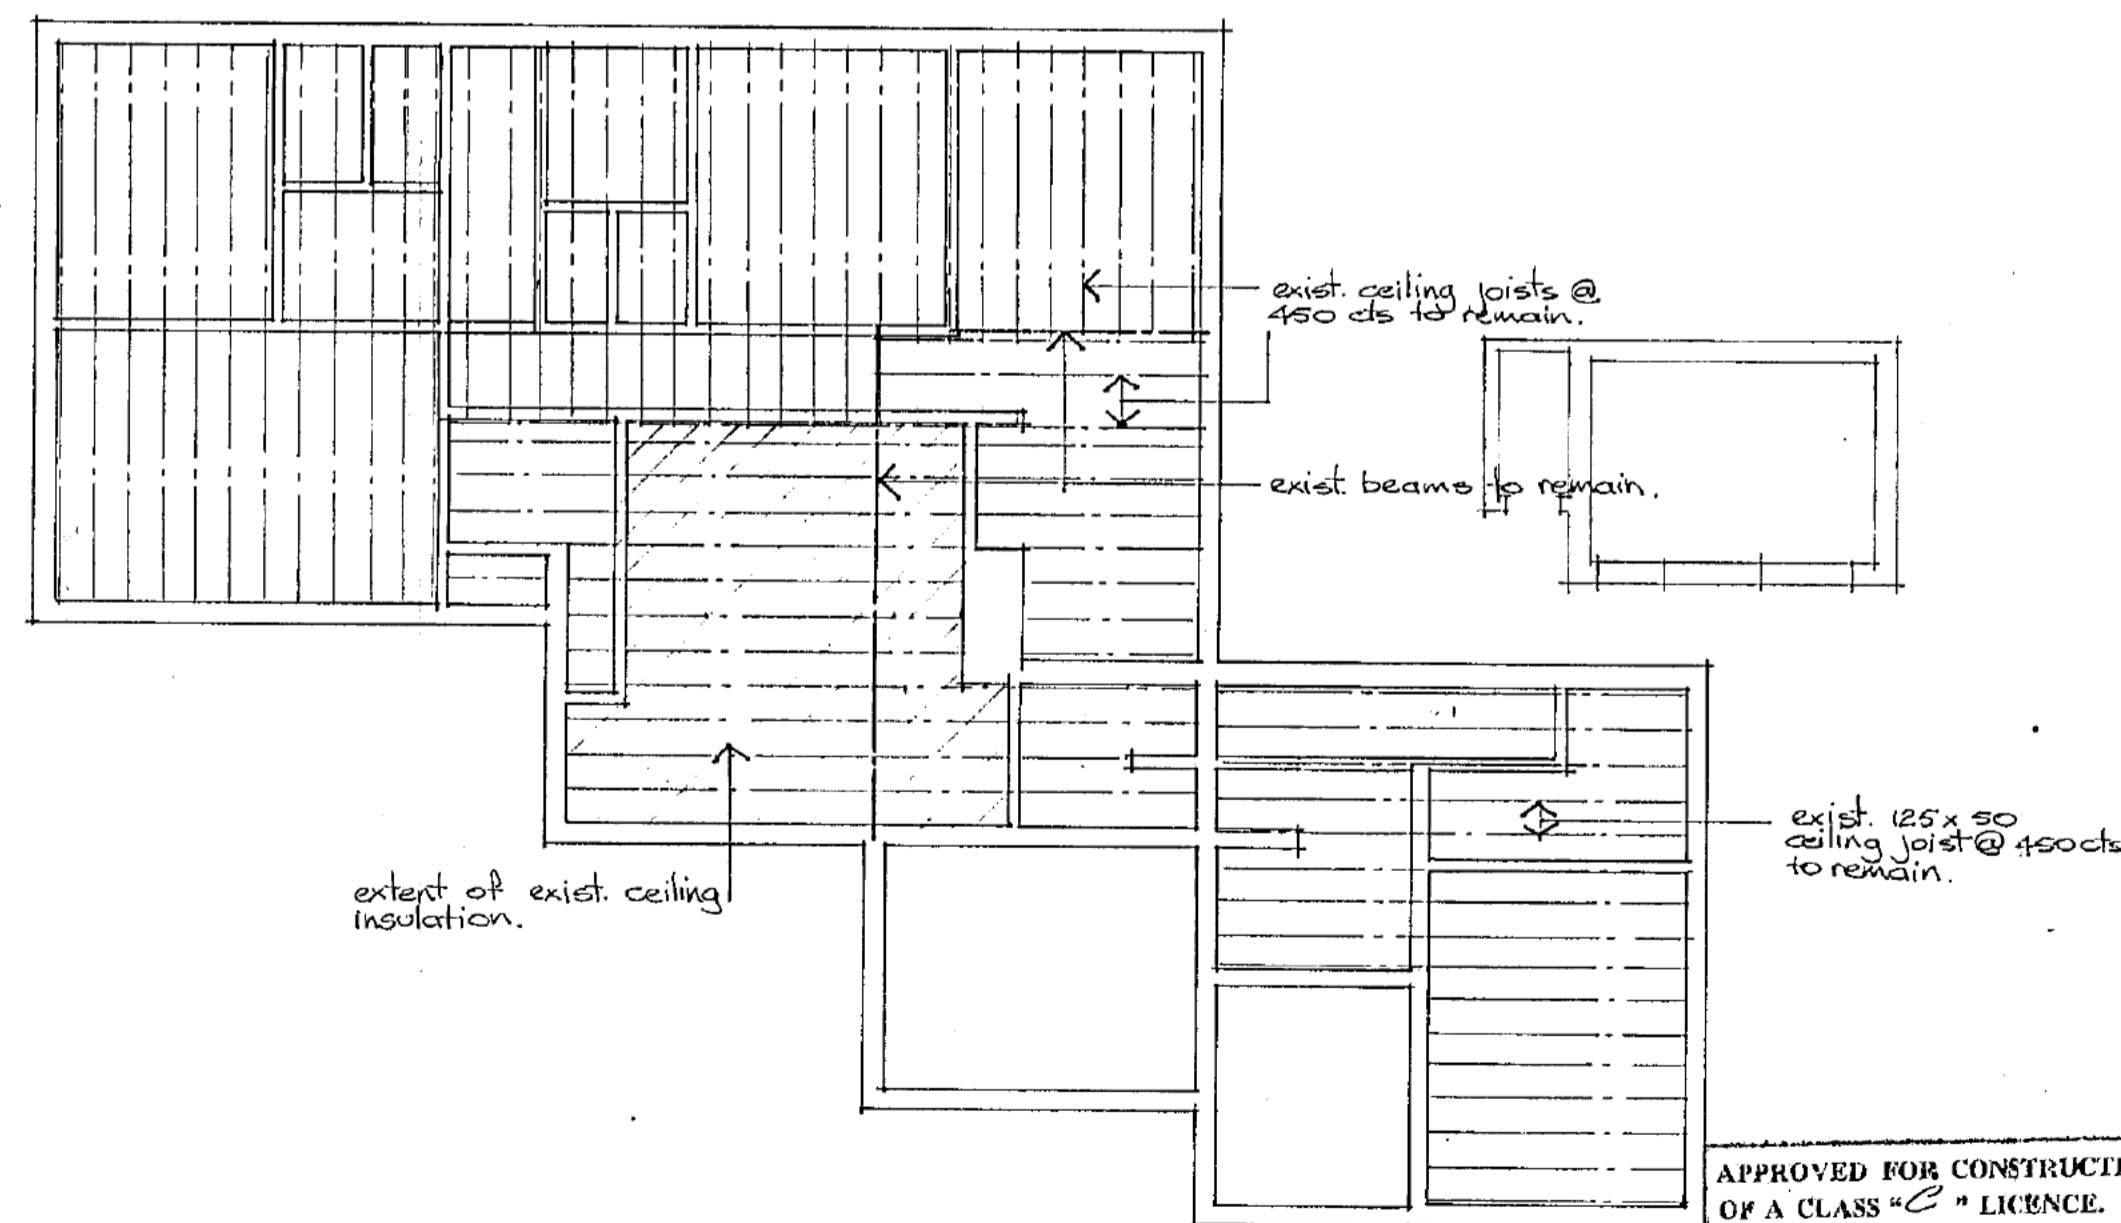 exist. ceiling joists @
450 cts to remain.
exist. beams to remain.
exist. 125 x 50
ceiling joist @ 450 cts
to remain.
extent of exist. ceiling
insulation.
APPROVED FOR CONSTRUCTI
OF A CLASS "C" LICENCE.